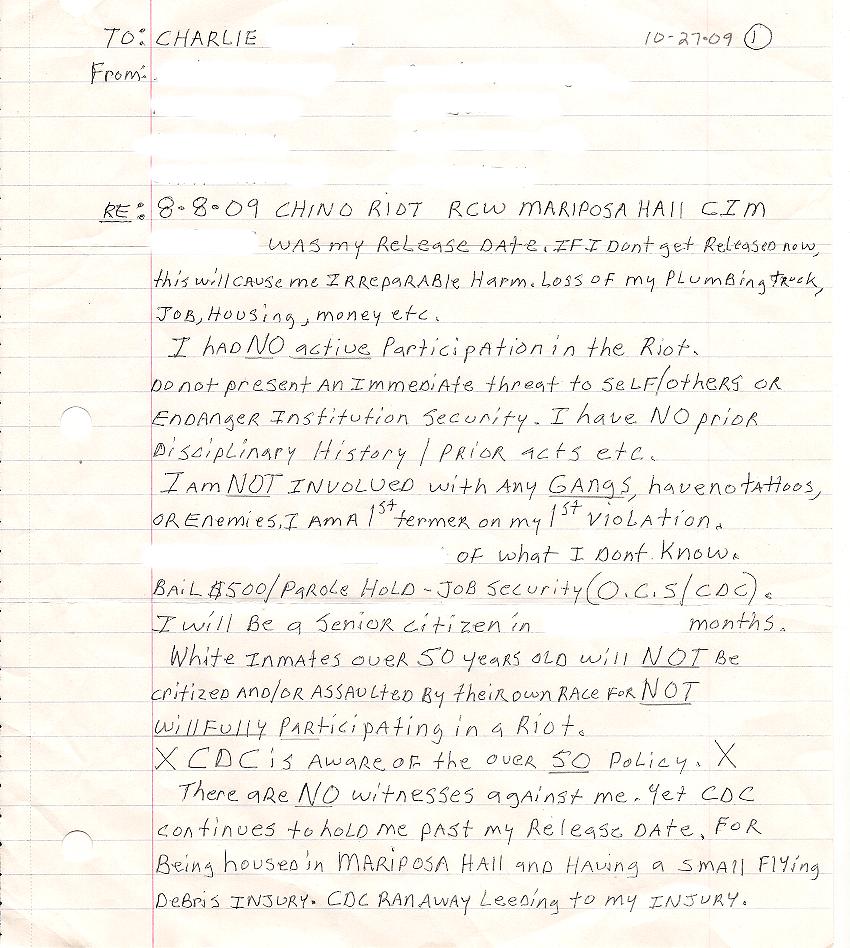 TO: CHARLIE 10-27-09 1
From:
RE: 8-8-09 CHINO RIOT RCW MARIPOSA HAll CIM
WAS my Release DAte. IF I Dont get Released now,
this will CAUSE me IRReparABle Harm. Loss of my PLumBing truck,
JOB, Housing, money etc.
I HAD NO active Participation in the Riot.
Do not present An Immediate threat to SELF/others OR
ENDAnger Institution Security. I have NO prior
Disciplinary History / PRIOR acts etc.
I Am NOT INVOLVED with Any GAngs, have no tAttoos,
OR Enemies, I AM A 1st termer on my 1st VIOLAtion.
of what I Dont Know.
BAiL $500/PAROLe HOLD - JOB Security (O.C.S/CDC).
I will Be a Senior citizen in months.
White INmAtes oveR 50 yeARS OLD will NOT Be
critized AND/OR ASSAulted By their own RACe FOR NOT
WillFully PARticipAting in a Riot.
X CDC is AwARe OF the over 50 Policy. X
There are NO witnesses against me. Yet CDC
continues to hold me past my Release DAte, FOR
Being housed in MARiposA HAll and HAving a small Flying
DeBris INJURY. CDC RAN AWAY Leeding to my INJURY.